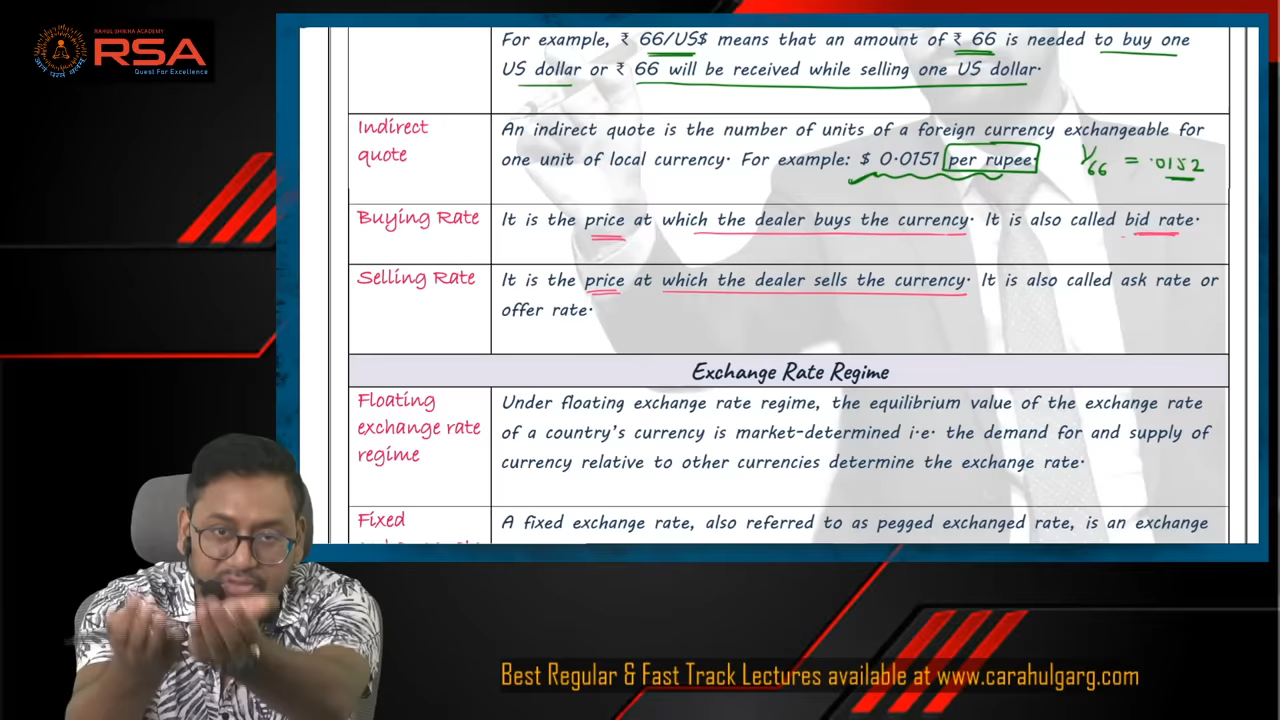 RAHUL SHIKHA ACADEMY
RSA
Quest For Excellence
For example, ₹ 66/US$ means that an amount of ₹ 66 is needed to buy one
US dollar or ₹ 66 will be received while selling one US dollar.
Indirect
quote
An indirect quote is the number of units of a foreign currency exchangeable for
one unit of local currency. For example: $ 0.0151 per rupee.
1/66 = .0152
Buying Rate
It is the price at which the dealer buys the currency. It is also called bid rate.
Selling Rate
It is the price at which the dealer sells the currency. It is also called ask rate or
offer rate.
Exchange Rate Regime
Floating
exchange rate
regime
Under floating exchange rate regime, the equilibrium value of the exchange rate
of a country's currency is market-determined i.e. the demand for and supply of
currency relative to other currencies determine the exchange rate.
Fixed
A fixed exchange rate, also referred to as pegged exchanged rate, is an exchange
Best Regular & Fast Track Lectures available at www.carahulgarg.com